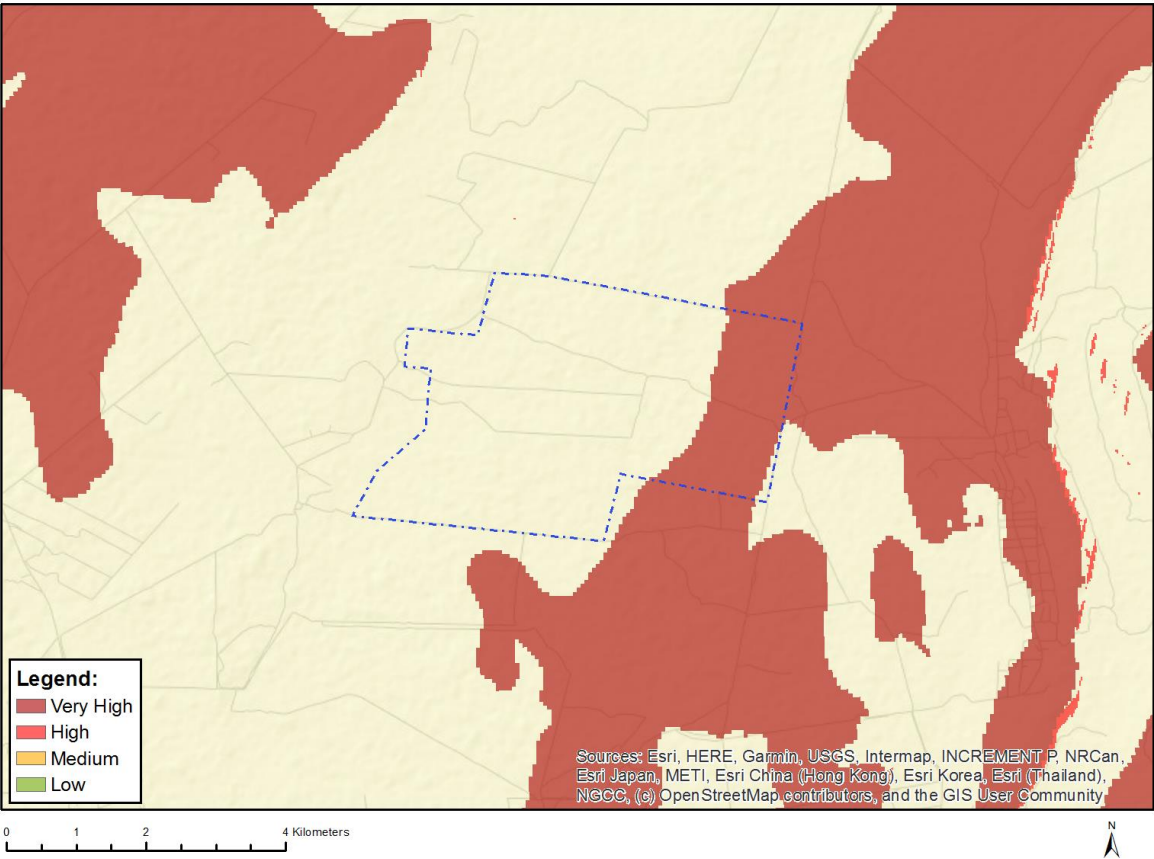 Legend:
Very High
High
Medium
Low
Sources: Esri, HERE, Garmin, USGS, Intermap, INCREMENT P, NRCan,
Esri Japan, METI, Esri China (Hong Kong), Esri Korea, Esri (Thailand),
NGCC, (c) OpenStreetMap contributors, and the GIS User Community
0 1 2 4 Kilometers
N